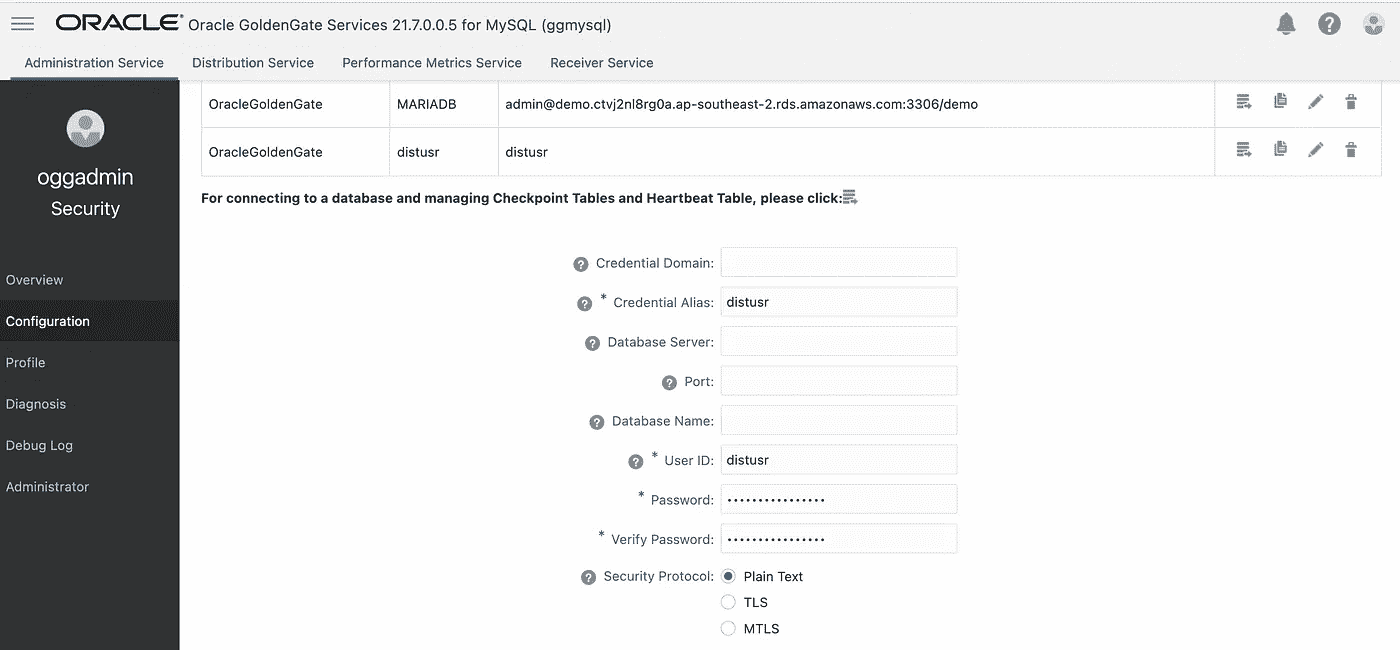 ORACLE® Oracle GoldenGate Services 21.7.0.0.5 for MySQL (ggmysql)
Administration Service Distribution Service Performance Metrics Service Receiver Service
oggadmin
Security
Overview
Configuration
Profile
Diagnosis
Debug Log
Administrator
OracleGoldenGate MARIADB admin@demo.ctvj2nl8rg0a.ap-southeast-2.rds.amazonaws.com:3306/demo
OracleGoldenGate distusr distusr
For connecting to a database and managing Checkpoint Tables and Heartbeat Table, please click:
? Credential Domain:
? * Credential Alias: distusr
? Database Server:
? Port:
? Database Name:
? * User ID: distusr
* Password: ••••••••••••••••
* Verify Password: ••••••••••••••••
? Security Protocol: Plain Text
TLS
MTLS